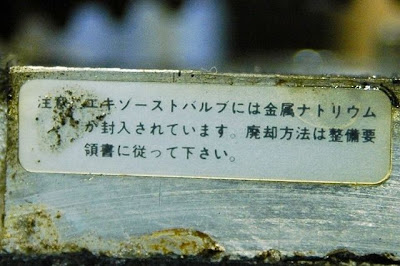 注意 エキゾーストバルブには金属ナトリウム
が封入されています。廃却方法は整備要
領書に従って下さい。